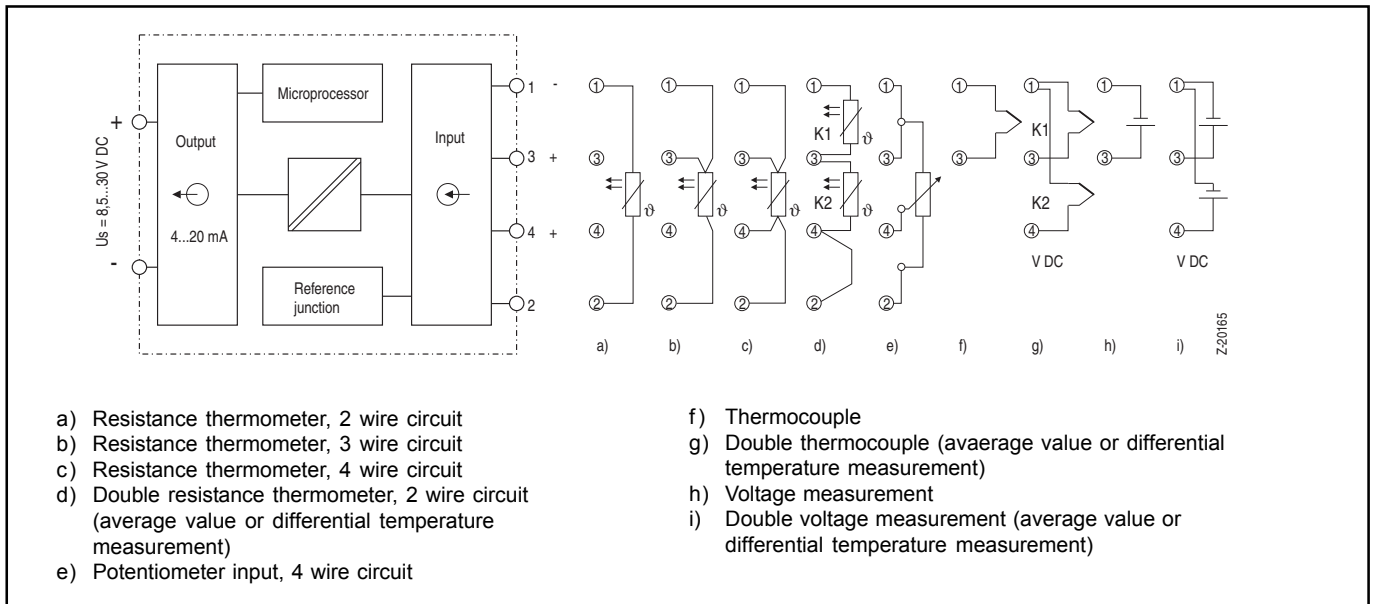 Us = 8,5...30 V DC
+
-
Output
4...20 mA
Microprocessor
Reference
junction
Input
1 -
3 +
4 +
2
1 3 4 2
a)
1 3 4 2
b)
1 3 4 2
c)
1 K1 ϑ 3 K2 ϑ 4 2
d)
1 3 4 2
e)
1 3
f)
1 K1 3 K2 4
V DC
g)
1 3
h)
1 3 4
V DC
i)
ϑ
ϑ
ϑ
Z-20165
a) Resistance thermometer, 2 wire circuit
b) Resistance thermometer, 3 wire circuit
c) Resistance thermometer, 4 wire circuit
d) Double resistance thermometer, 2 wire circuit
(average value or differential temperature
measurement)
e) Potentiometer input, 4 wire circuit
f) Thermocouple
g) Double thermocouple (avaerage value or differential
temperature measurement)
h) Voltage measurement
i) Double voltage measurement (average value or
differential temperature measurement)